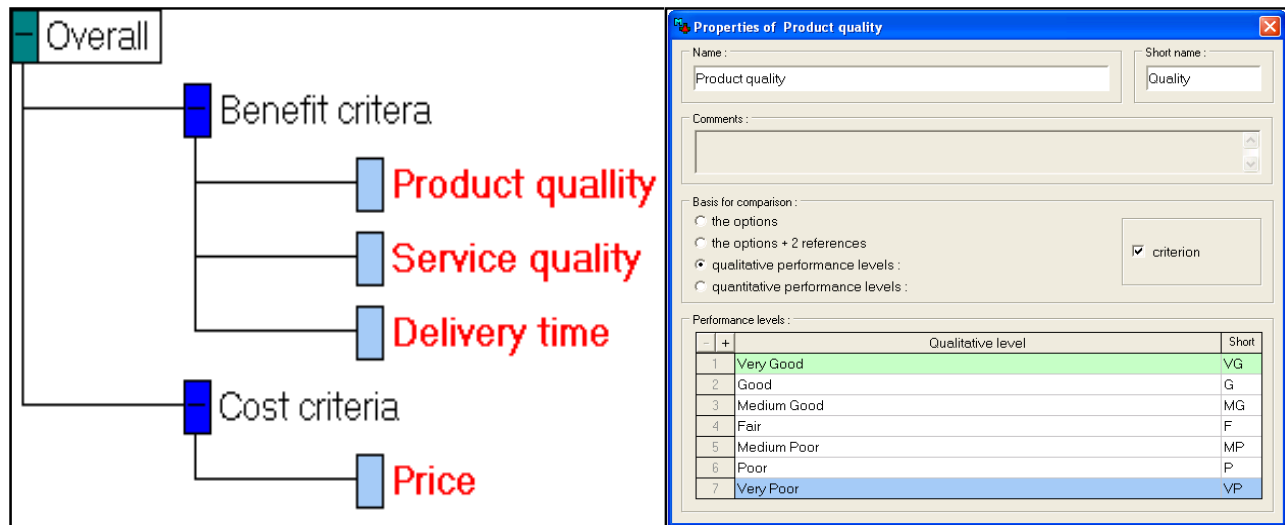 Overall
Benefit critera
Product quallity
Service quality
Delivery time
Cost criteria
Price
Properties of Product quality
Name :
Short name :
Product quality
Quality
Comments :
Basis for comparison :
the options
the options + 2 references
qualitative performance levels :
quantitative performance levels :
criterion
Performance levels :
- + Qualitative level Short
1 Very Good VG
2 Good G
3 Medium Good MG
4 Fair F
5 Medium Poor MP
6 Poor P
7 Very Poor VP